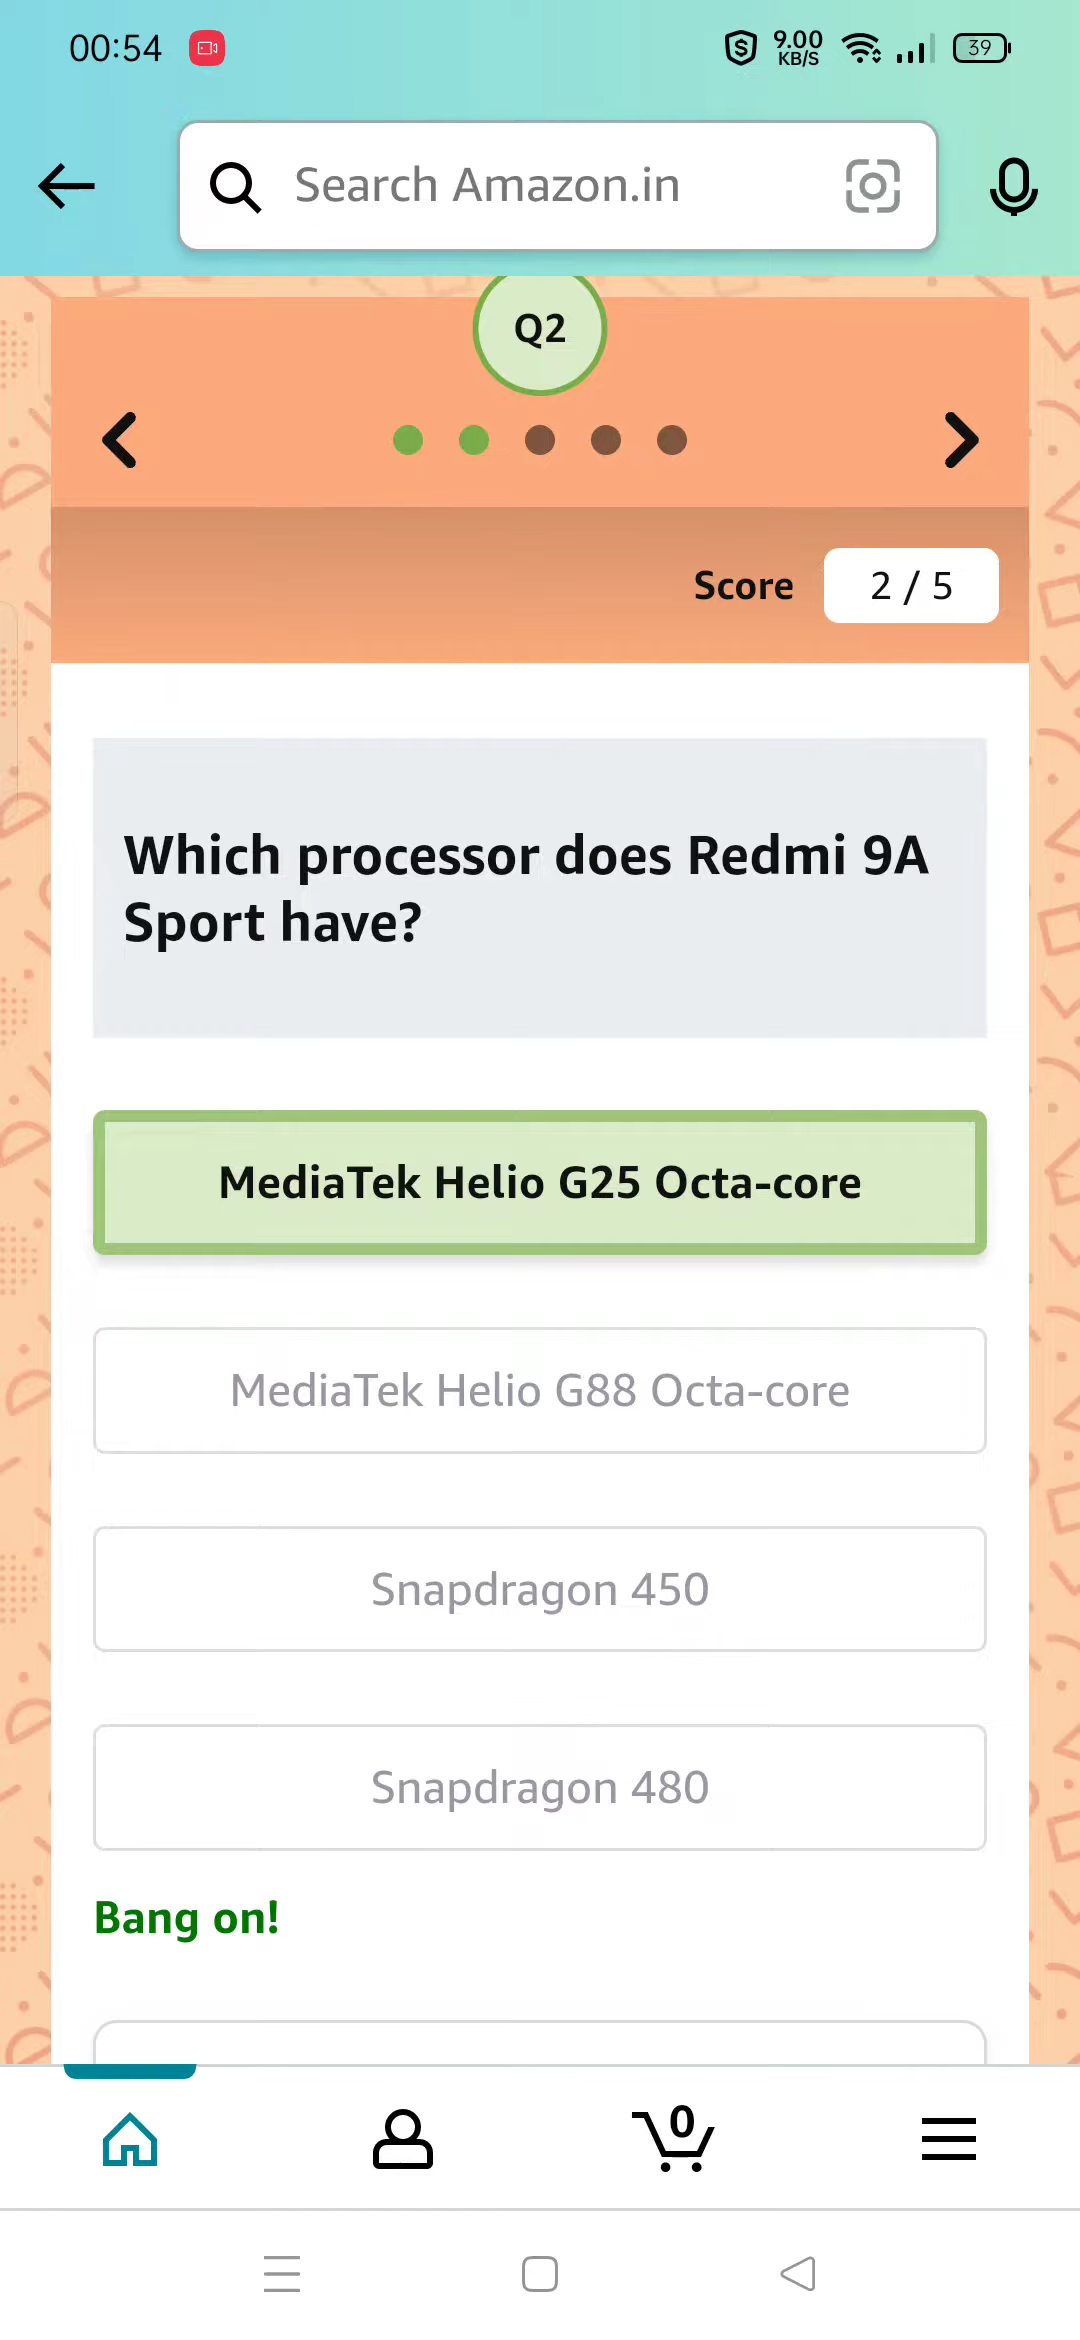 00:54
9.00
KB/S
39
Search Amazon.in
Q2
Score
2 / 5
Which processor does Redmi 9A
Sport have?
MediaTek Helio G25 Octa-core
MediaTek Helio G88 Octa-core
Snapdragon 450
Snapdragon 480
Bang on!
0